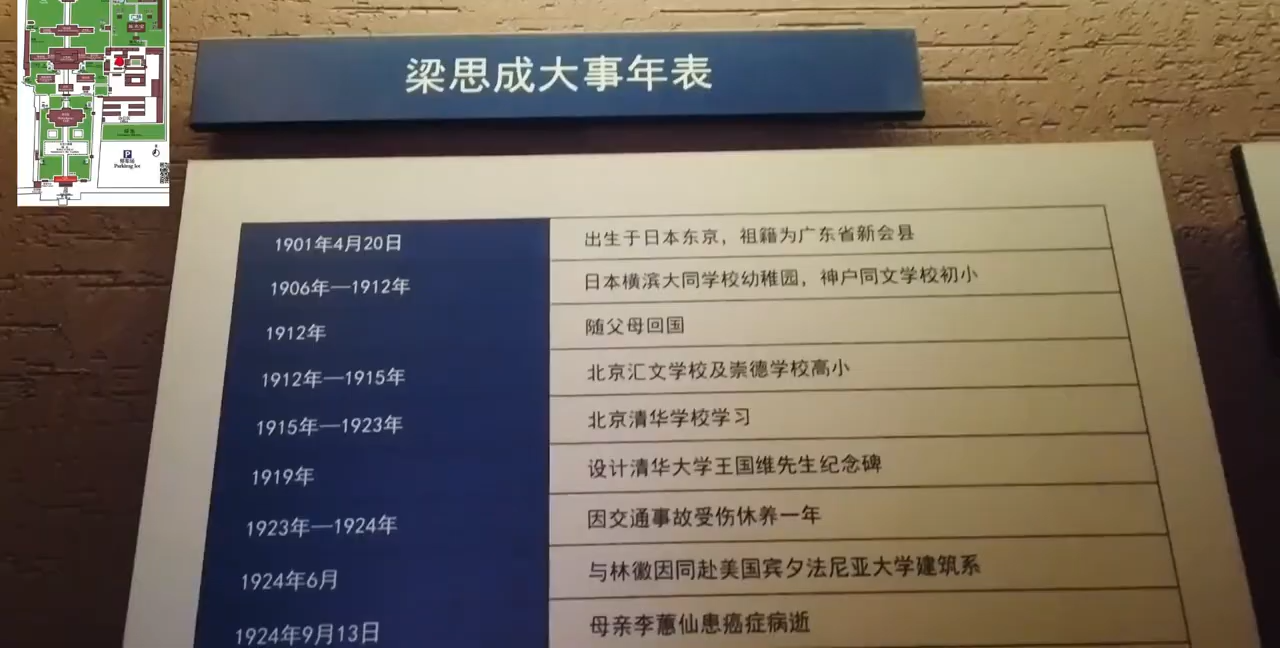 梁思成大事年表
1901年4月20日 出生于日本东京，祖籍为广东省新会县
1906年—1912年 日本横滨大同学校幼稚园，神户同文学校初小
1912年 随父母回国
1912年—1915年 北京汇文学校及崇德学校高小
1915年—1923年 北京清华学校学习
1919年 设计清华大学王国维先生纪念碑
1923年—1924年 因交通事故受伤休养一年
1924年6月 与林徽因同赴美国宾夕法尼亚大学建筑系
1924年9月13日 母亲李蕙仙患癌症病逝
P
停车场
Parking lot